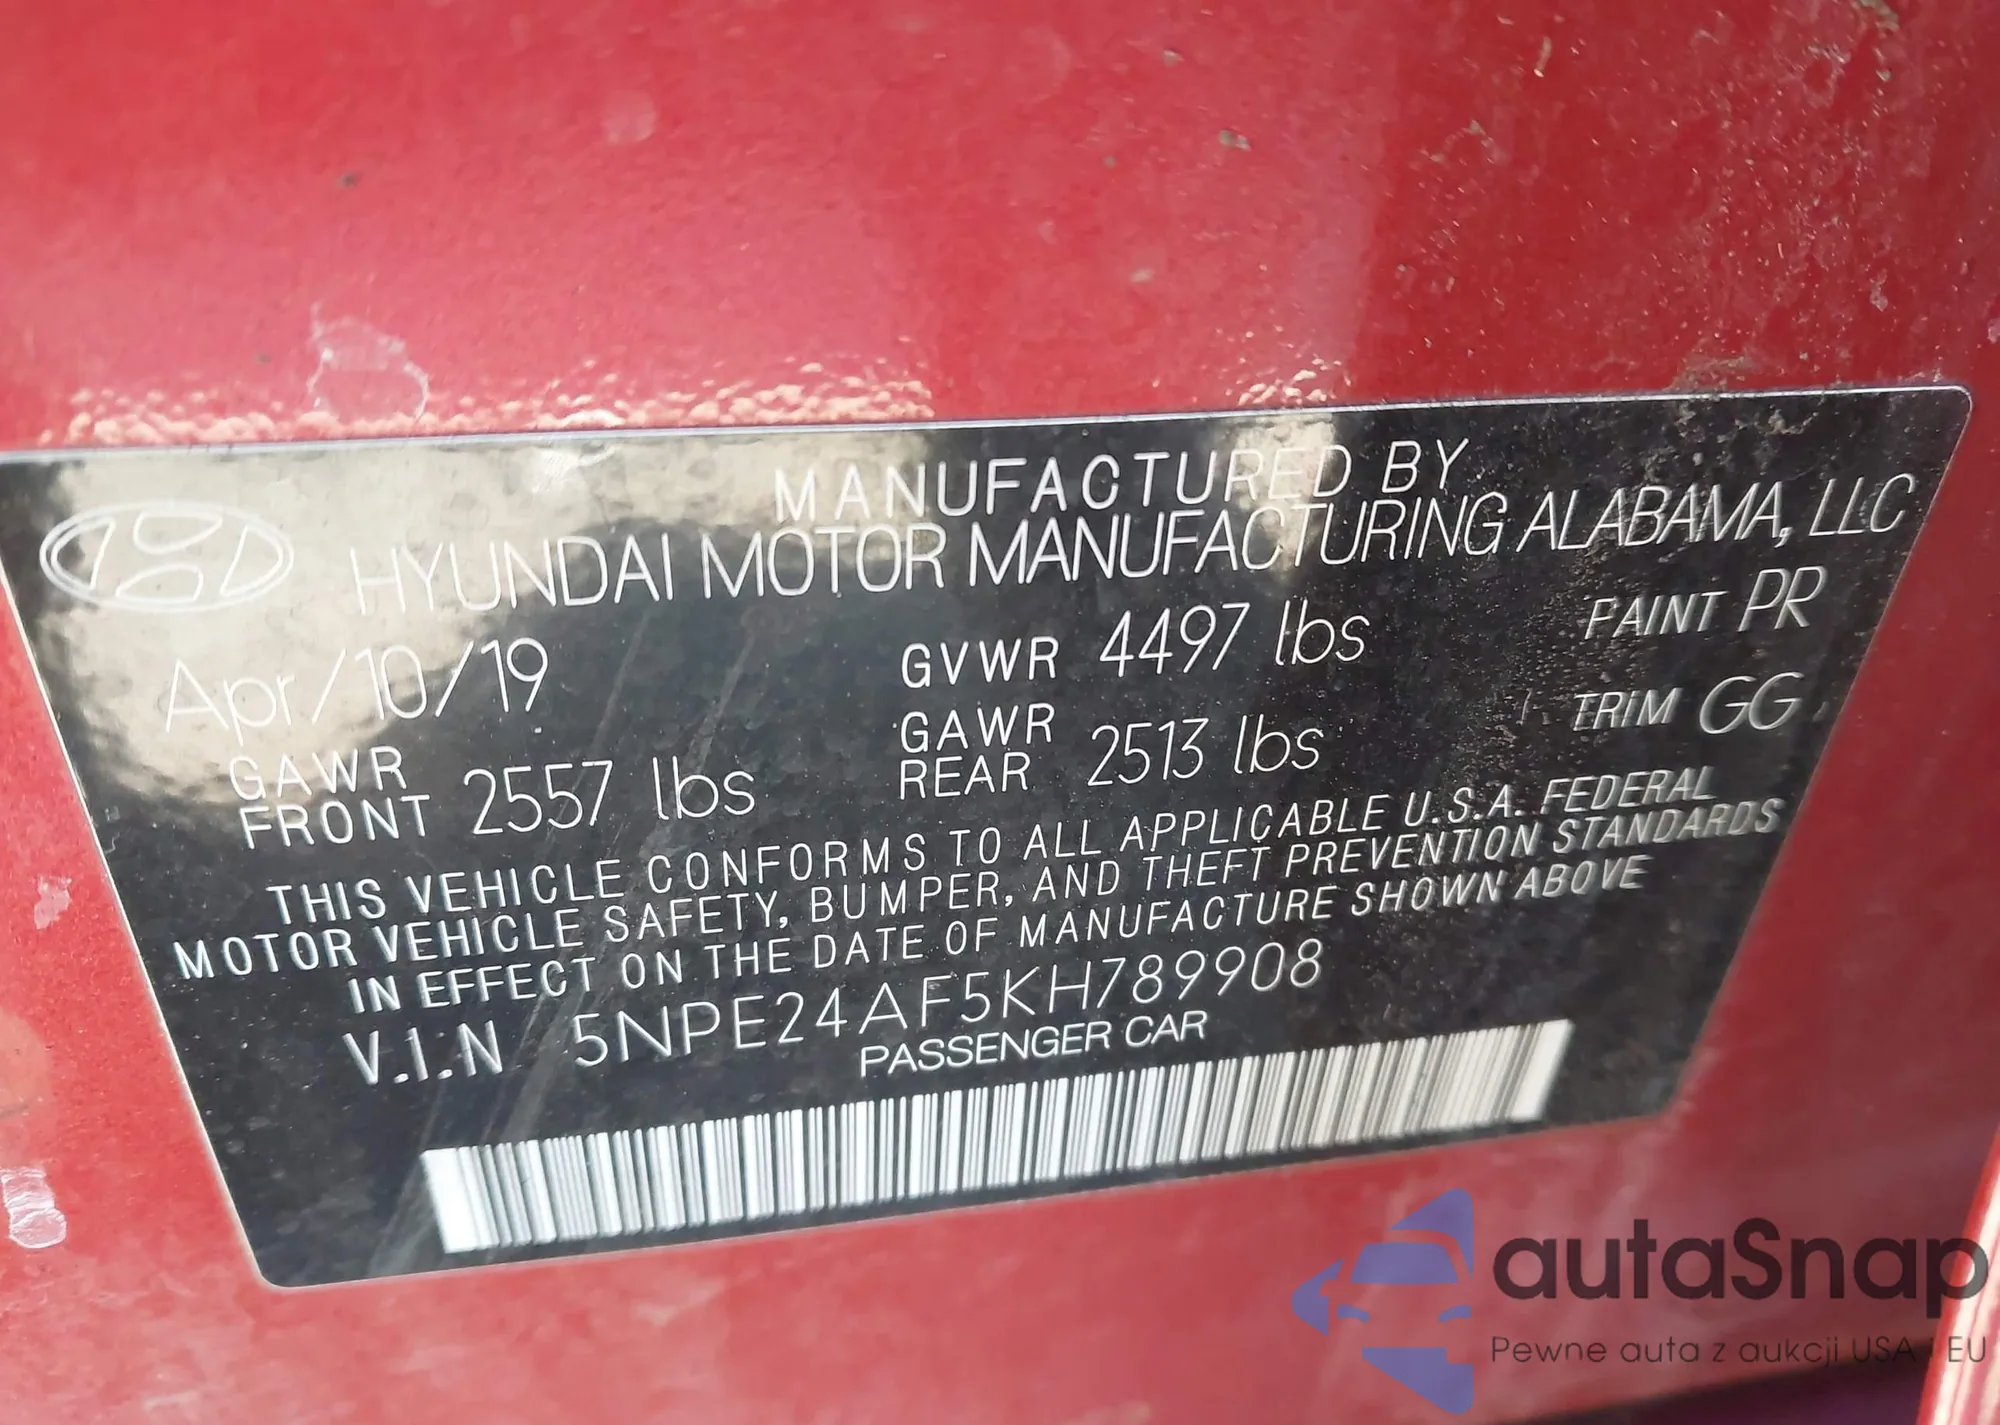 MANUFACTURED BY
HYUNDAI MOTOR MANUFACTURING ALABAMA, LLC
Apr/10/19 GVWR 4497 lbs PAINT PR
GAWR FRONT 2557 lbs GAWR REAR 2513 lbs TRIM GG
THIS VEHICLE CONFORMS TO ALL APPLICABLE U.S.A. FEDERAL
MOTOR VEHICLE SAFETY, BUMPER, AND THEFT PREVENTION STANDARDS
IN EFFECT ON THE DATE OF MANUFACTURE SHOWN ABOVE
V.I.N 5NPE24AF5KH789908
PASSENGER CAR
autaSnap
Pewne auta z aukcji USA i EU